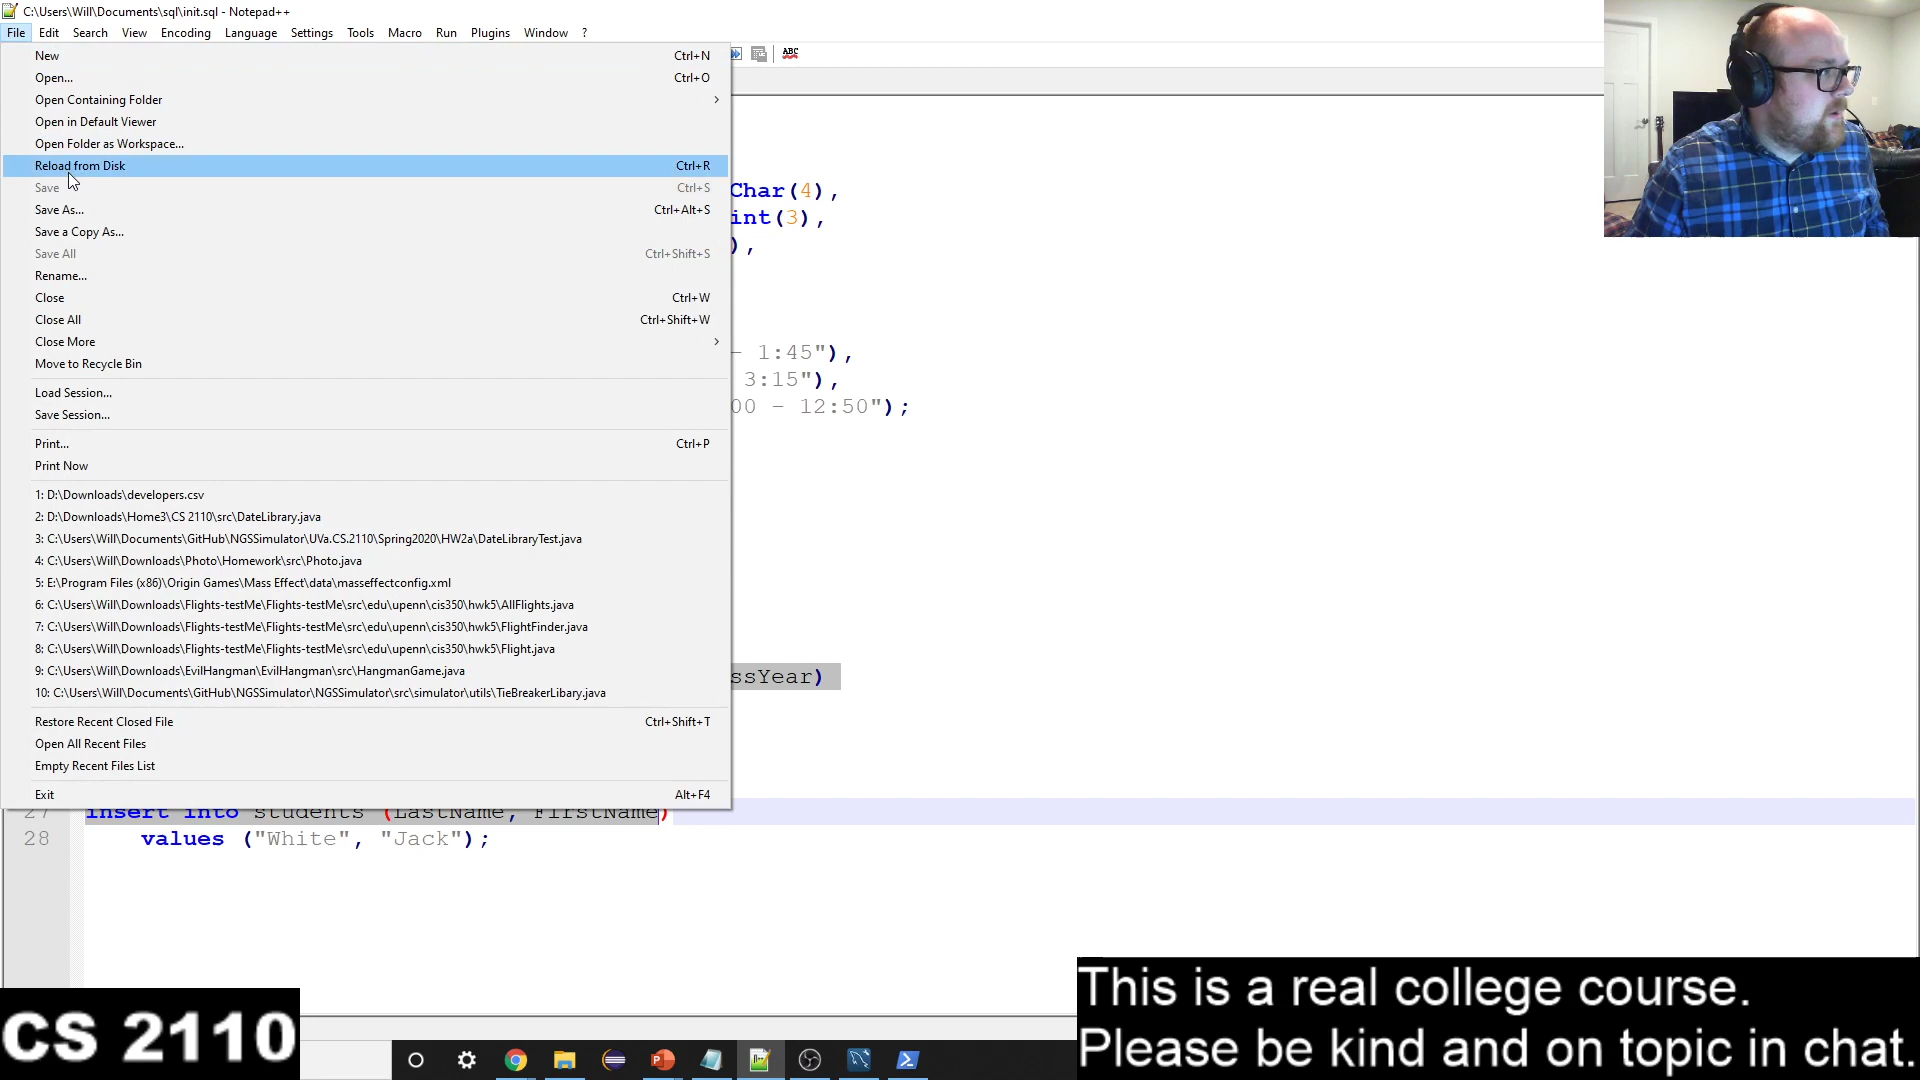 C:\Users\Will\Documents\sql\init.sql - Notepad++
File Edit Search View Encoding Language Settings Tools Macro Run Plugins Window ?
New Ctrl+N
Open... Ctrl+O
Open Containing Folder
Open in Default Viewer
Open Folder as Workspace...
Reload from Disk Ctrl+R
Save Ctrl+S
Save As... Ctrl+Alt+S
Save a Copy As...
Save All Ctrl+Shift+S
Rename...
Close Ctrl+W
Close All Ctrl+Shift+W
Close More
Move to Recycle Bin
Load Session...
Save Session...
Print... Ctrl+P
Print Now
1: D:\Downloads\developers.csv
2: D:\Downloads\Home3\CS 2110\src\DateLibrary.java
3: C:\Users\Will\Documents\GitHub\NGSSimulator\UVa.CS.2110\Spring2020\HW2a\DateLibraryTest.java
4: C:\Users\Will\Downloads\Photo\Homework\src\Photo.java
5: E:\Program Files (x86)\Origin Games\Mass Effect\data\masseffectconfig.xml
6: C:\Users\Will\Downloads\Flights-testMe\Flights-testMe\src\edu\upenn\cis350\hwk5\AllFlights.java
7: C:\Users\Will\Downloads\Flights-testMe\Flights-testMe\src\edu\upenn\cis350\hwk5\FlightFinder.java
8: C:\Users\Will\Downloads\Flights-testMe\Flights-testMe\src\edu\upenn\cis350\hwk5\Flight.java
9: C:\Users\Will\Downloads\EvilHangman\EvilHangman\src\HangmanGame.java
10: C:\Users\Will\Documents\GitHub\NGSSimulator\NGSSimulator\src\simulator\utils\TieBreakerLibary.java
Restore Recent Closed File Ctrl+Shift+T
Open All Recent Files
Empty Recent Files List
Exit Alt+F4
ABC
Char(4),
int(3),
),
- 1:45"),
3:15"),
00 - 12:50");
ssYear)
27 insert into students (LastName, FirstName)
28 values ("White", "Jack");
CS 2110
This is a real college course.
Please be kind and on topic in chat.